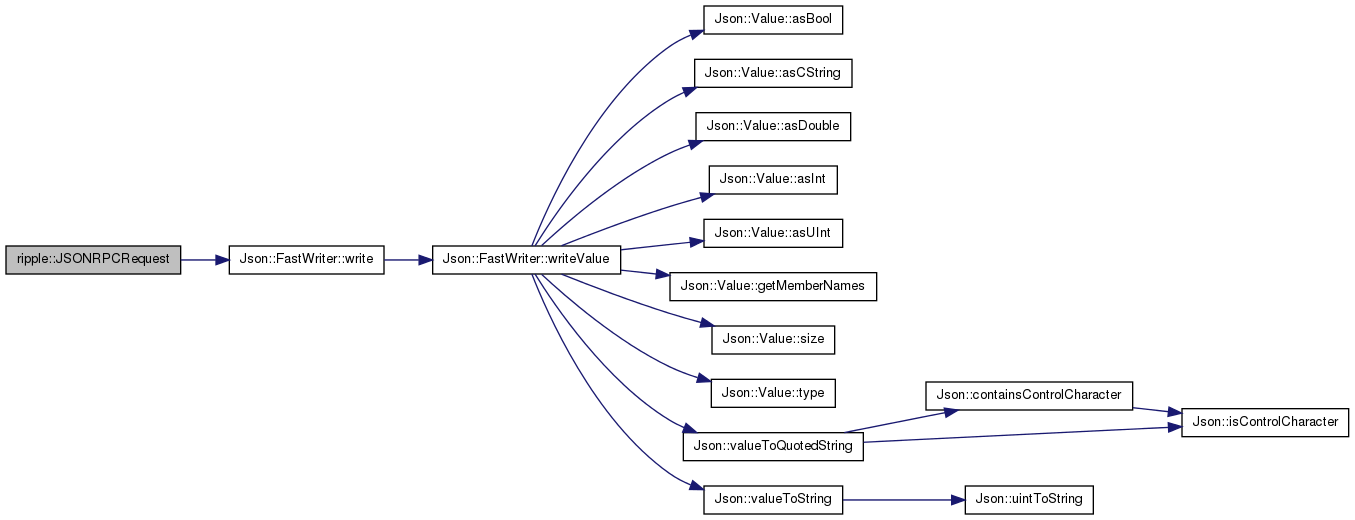 ripple::JSONRPCRequest
Json::FastWriter::write
Json::FastWriter::writeValue
Json::Value::asBool
Json::Value::asCString
Json::Value::asDouble
Json::Value::asInt
Json::Value::asUInt
Json::Value::getMemberNames
Json::Value::size
Json::Value::type
Json::valueToQuotedString
Json::valueToString
Json::containsControlCharacter
Json::isControlCharacter
Json::uintToString